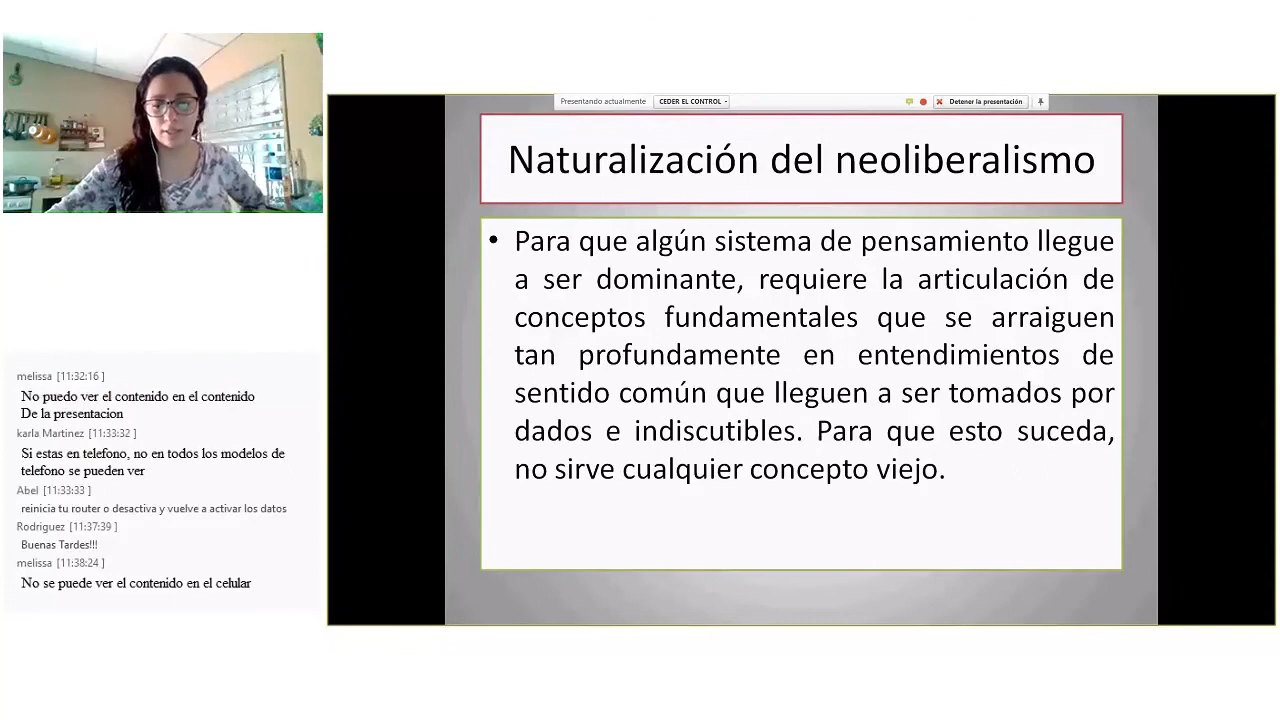 Presentando actualmente
CEDER EL CONTROL
Detener la presentación
Naturalización del neoliberalismo
• Para que algún sistema de pensamiento llegue
a ser dominante, requiere la articulación de
conceptos fundamentales que se arraiguen
tan profundamente en entendimientos de
sentido común que lleguen a ser tomados por
dados e indiscutibles. Para que esto suceda,
no sirve cualquier concepto viejo.
melissa [11:32:16 ]
No puedo ver el contenido en el contenido
De la presentacion
karla Martinez [11:33:32 ]
Si estas en telefono, no en todos los modelos de
telefono se pueden ver
Abel [11:33:33 ]
reinicia tu router o desactiva y vuelve a activar los datos
Rodriguez [11:37:39 ]
Buenas Tardes!!!
melissa [11:38:24 ]
No se puede ver el contenido en el celular